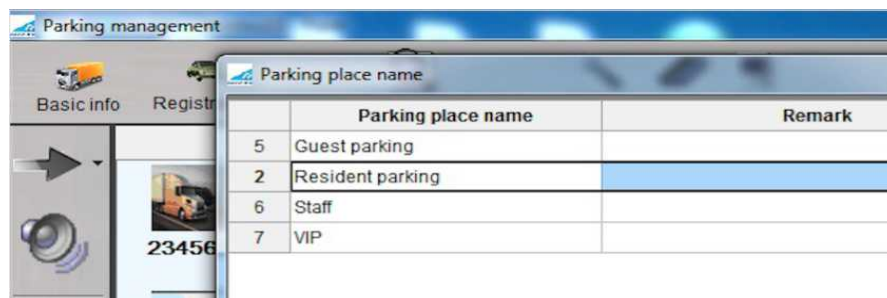 Parking management
Basic info
Parking place name
Parking place name Remark
5 Guest parking
2 Resident parking
6 Staff
7 VIP
23456